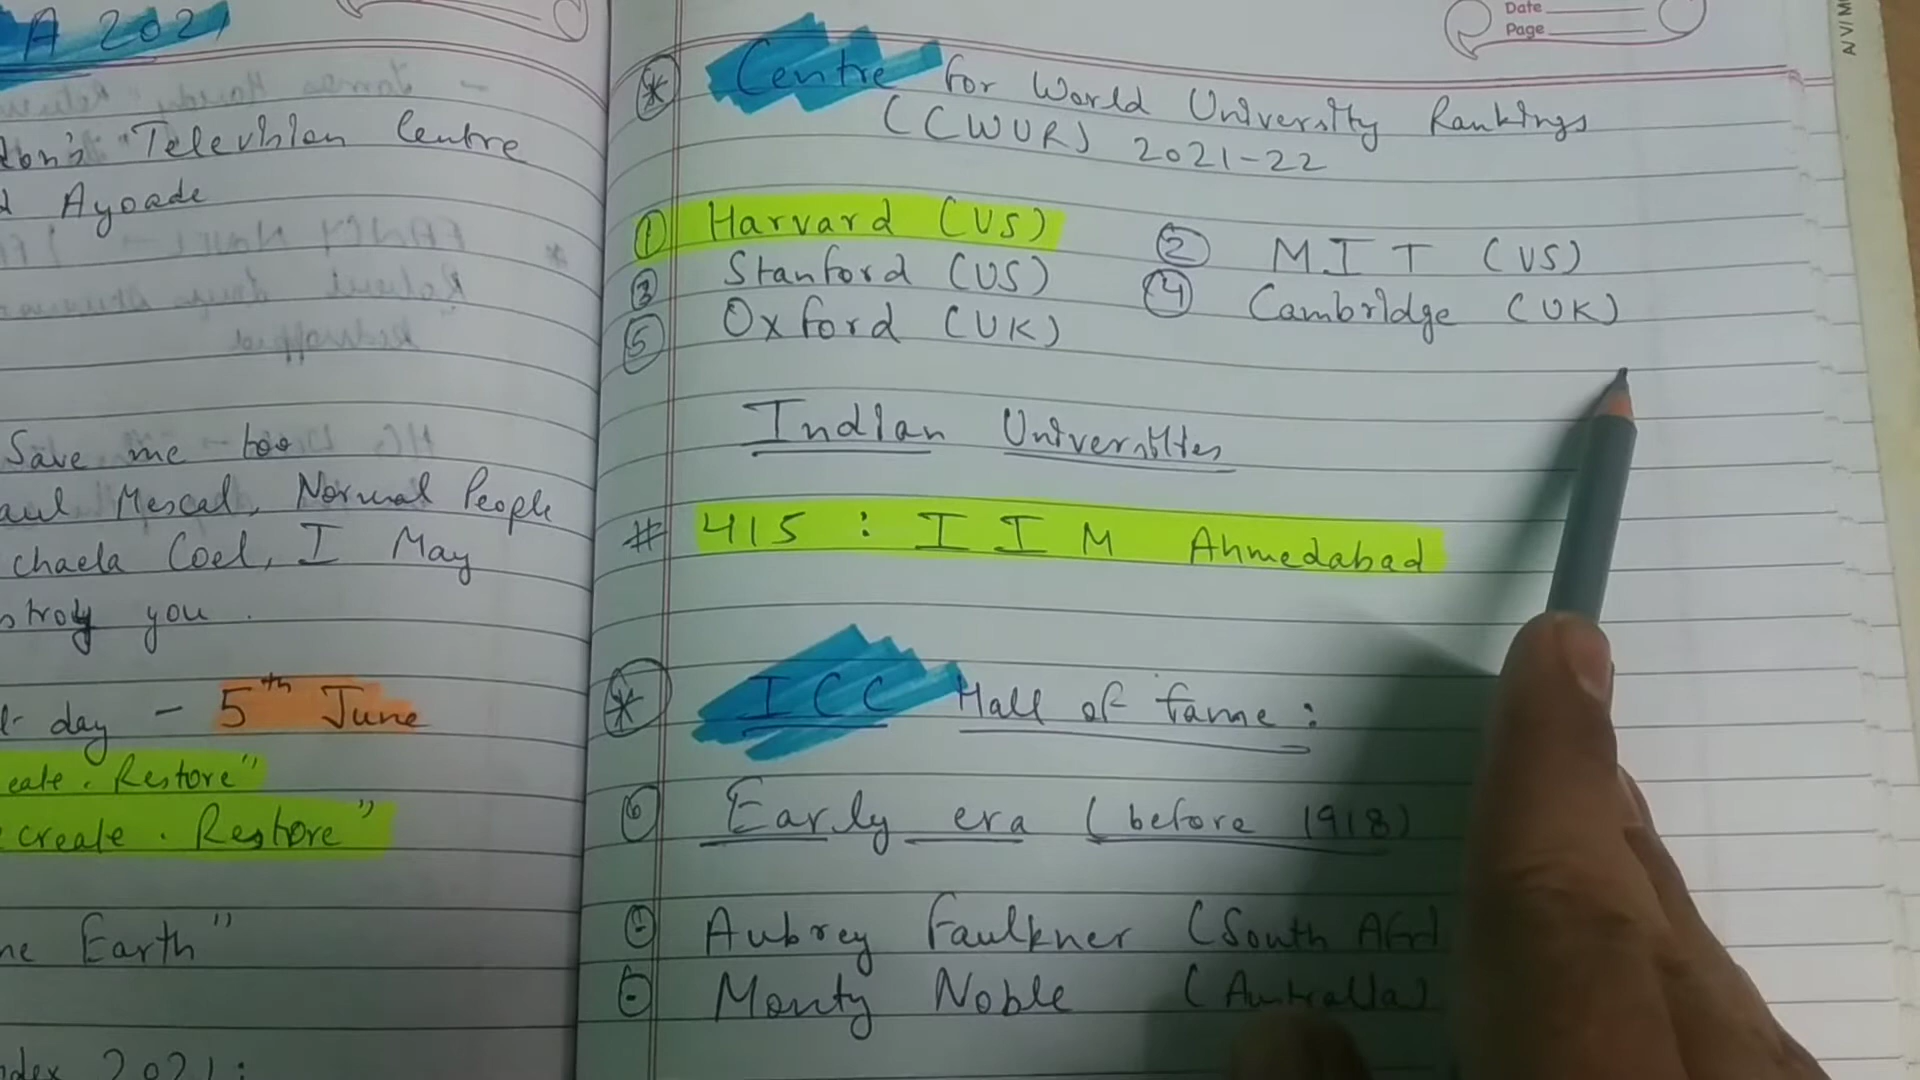 A 2021
Television Centre
Ayoade
Save me too
Mescal, Normal People
chaela Coel, I May
stroy you.
day - 5th June
eate. Restore"
create. Restore"
Earth"
dex 2021:
Date
Page
Centre for World University Rankings
(CWUR) 2021-22
① Harvard (US)
② MIT (US)
③ Stanford (US)
④ Cambridge (UK)
⑤ Oxford (UK)
Indian Universities
# 415 : IIM Ahmedabad
ICC Hall of fame:
Early era (before 1918)
Aubrey Faulkner (South Afri
Monty Noble (Australia)